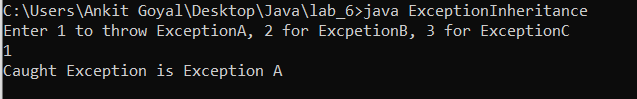 C:\Users\Ankit Goyal\Desktop\Java\lab_6>java ExceptionInheritance
Enter 1 to throw ExceptionA, 2 for ExcpetionB, 3 for ExceptionC
1
Caught Exception is Exception A